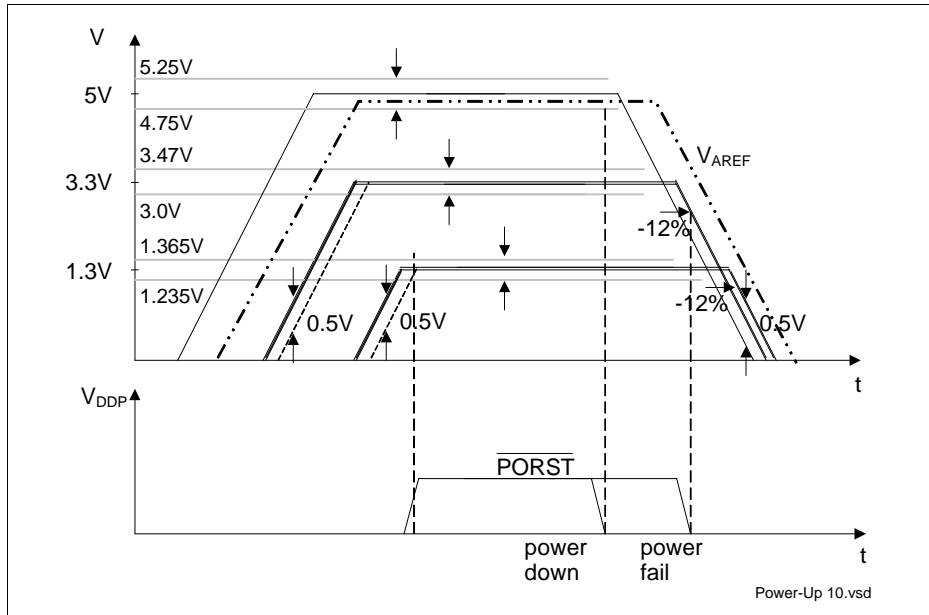 V
5.25V
5V
4.75V
3.47V
V_AREF
3.3V
3.0V
-12%
1.365V
1.3V
1.235V
-12%
0.5V
0.5V
0.5V
t
V_DDP
PORST
power down
power fail
t
Power-Up 10.vsd